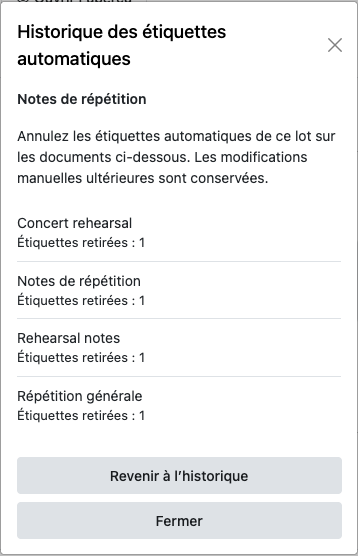 Historique des étiquettes
automatiques
Notes de répétition
Annulez les étiquettes automatiques de ce lot sur
les documents ci-dessous. Les modifications
manuelles ultérieures sont conservées.
Concert rehearsal
Étiquettes retirées : 1
Notes de répétition
Étiquettes retirées : 1
Rehearsal notes
Étiquettes retirées : 1
Répétition générale
Étiquettes retirées : 1
Revenir à l’historique
Fermer